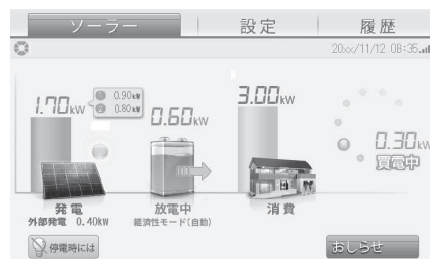 ソーラー 設定 履歴
20xx/11/12 08:35
1.70kW
① 0.90kW
② 0.80kW
0.60kW
3.00kW
0.30kW
買電中
発電
外部発電 0.40kW
放電中
経済性モード(自動)
消費
停電時には
おしらせ